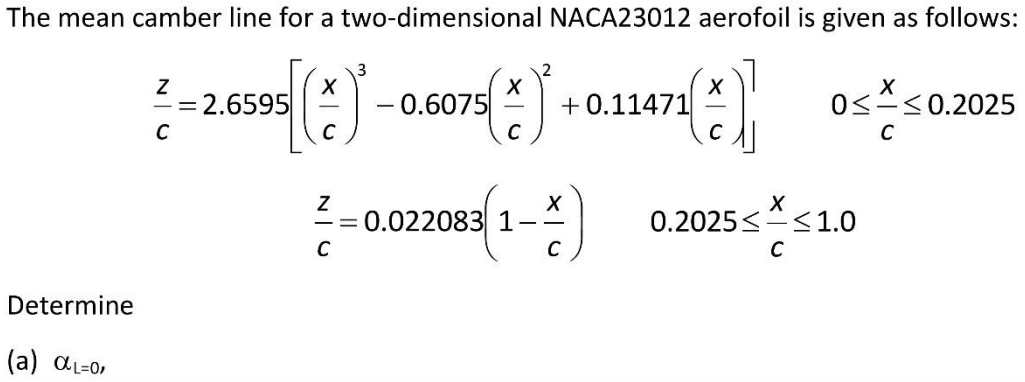 The mean camber line for a two-dimensional NACA23012 aerofoil is given as follows:
z/c = 2.6595[(x/c)³ − 0.6075(x/c)² + 0.11471(x/c)] 0 ≤ x/c ≤ 0.2025
z/c = 0.022083(1 − x/c) 0.2025 ≤ x/c ≤ 1.0
Determine
(a) α_L=0,